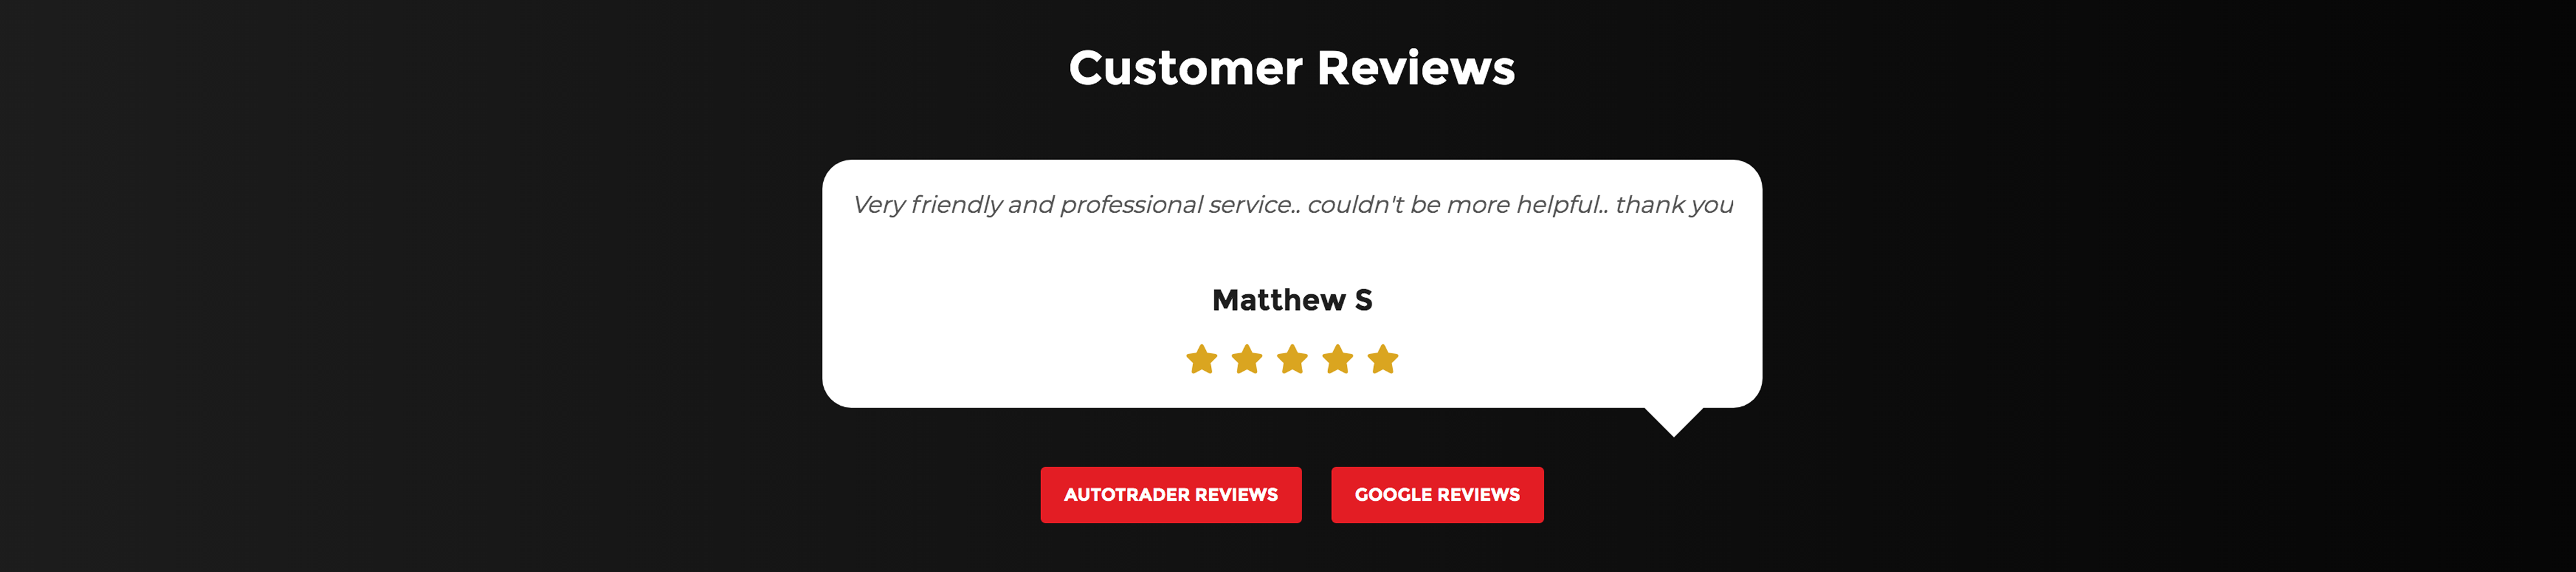 Customer Reviews
Very friendly and professional service.. couldn't be more helpful.. thank you
Matthew S
AUTOTRADER REVIEWS
GOOGLE REVIEWS